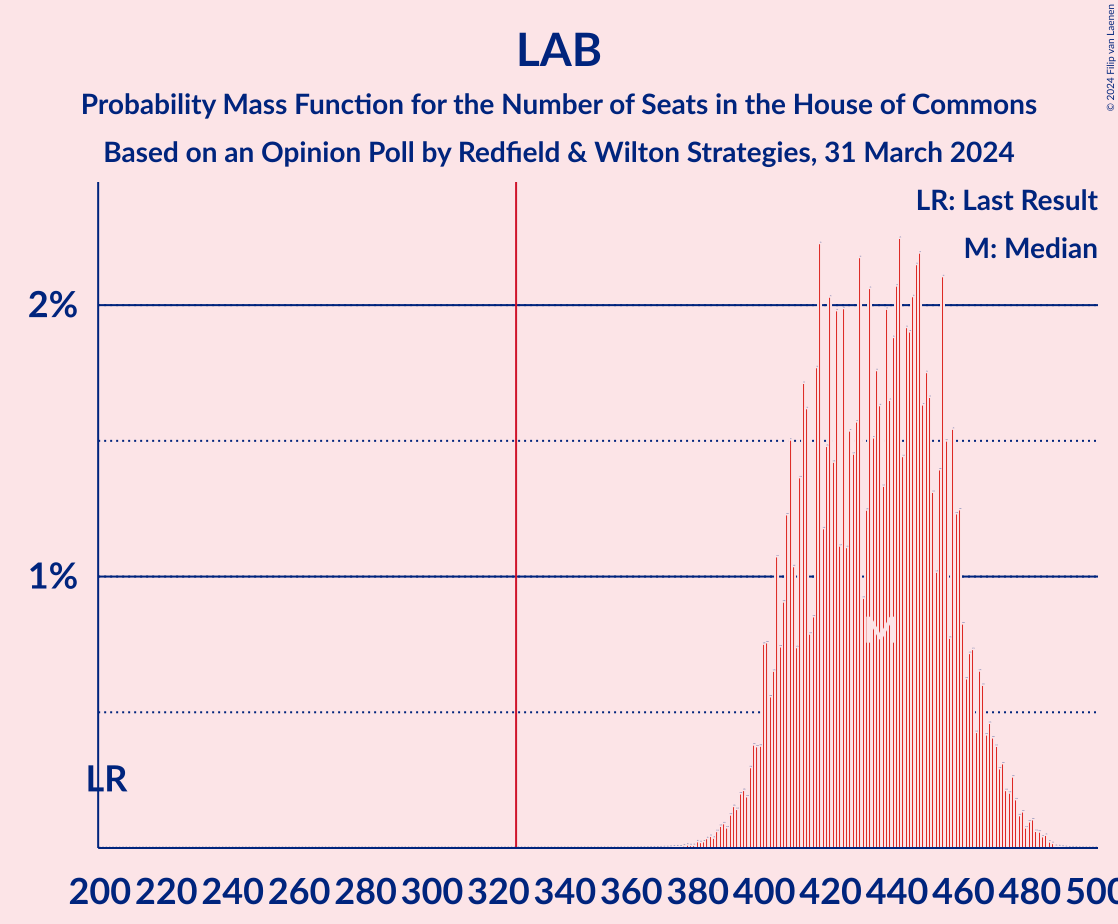 LAB
Probability Mass Function for the Number of Seats in the House of Commons
Based on an Opinion Poll by Redfield & Wilton Strategies, 31 March 2024
© 2024 Filip van Laenen
LR: Last Result
M: Median
2%
1%
M
LR
200 220 240 260 280 300 320 340 360 380 400 420 440 460 480 500